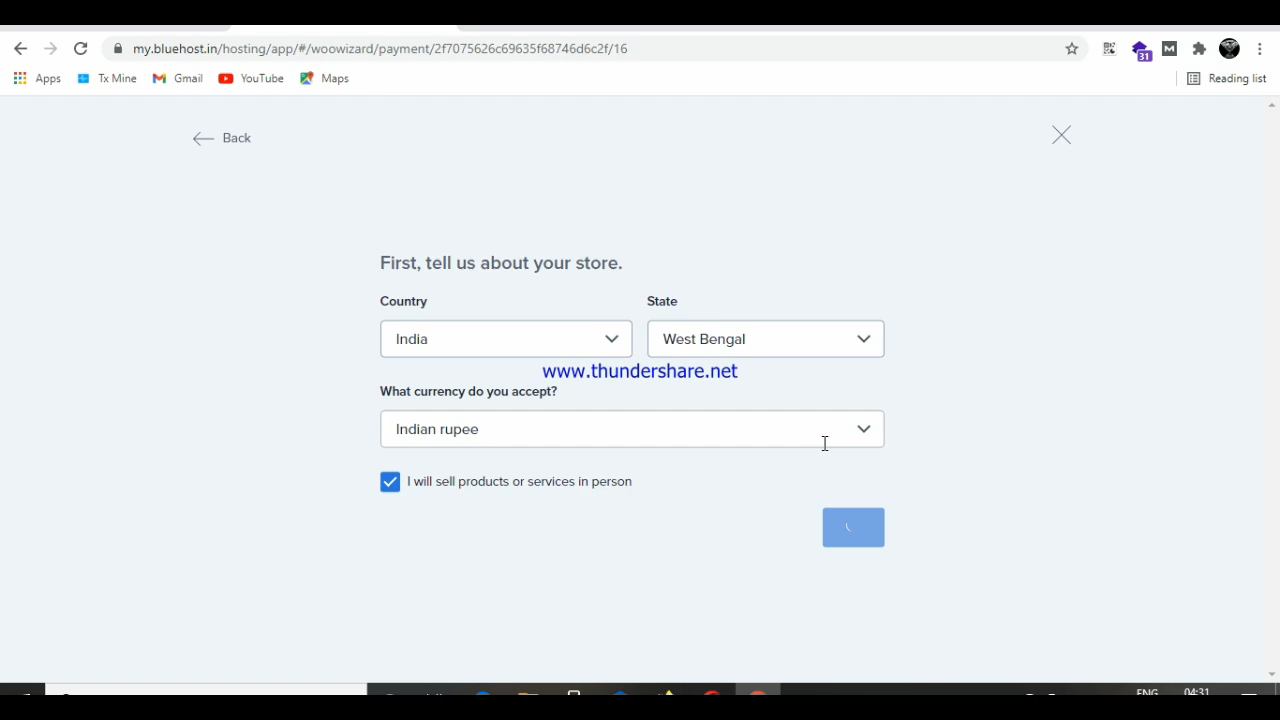 my.bluehost.in/hosting/app/#/woowizard/payment/2f7075626c69635f68746d6c2f/16
31
M
Apps Tx Mine Gmail YouTube Maps Reading list
Back
First, tell us about your store.
Country State
India West Bengal
www.thundershare.net
What currency do you accept?
Indian rupee
I will sell products or services in person
ENG 04:31